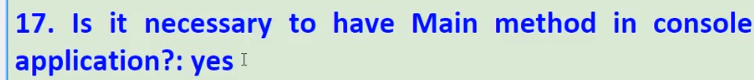 17. Is it necessary to have Main method in console
application?: yes